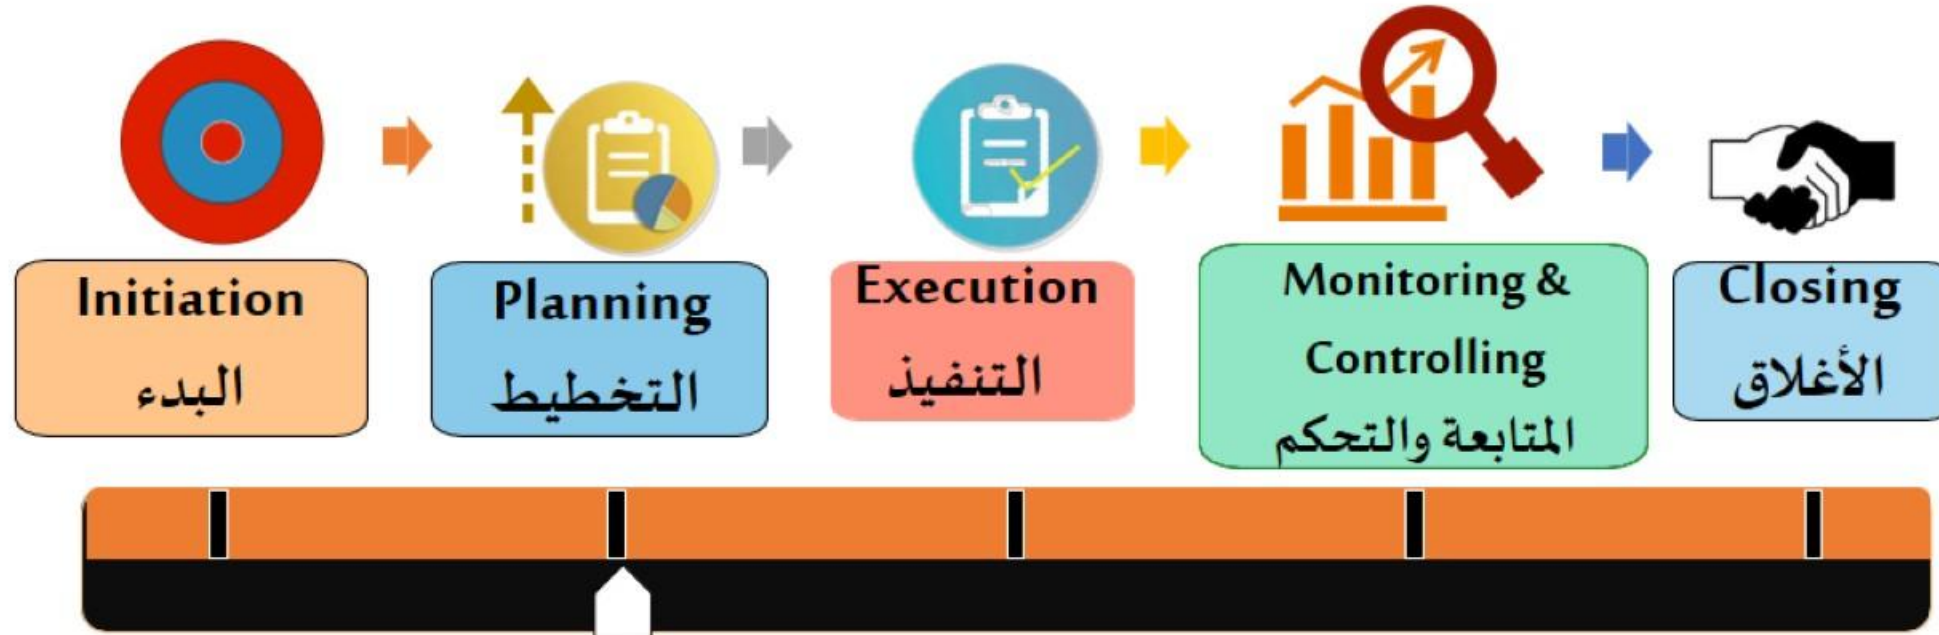 Initiation
البدء
Planning
التخطيط
Execution
التنفيذ
Monitoring &
Controlling
المتابعة والتحكم
Closing
الأغلاق